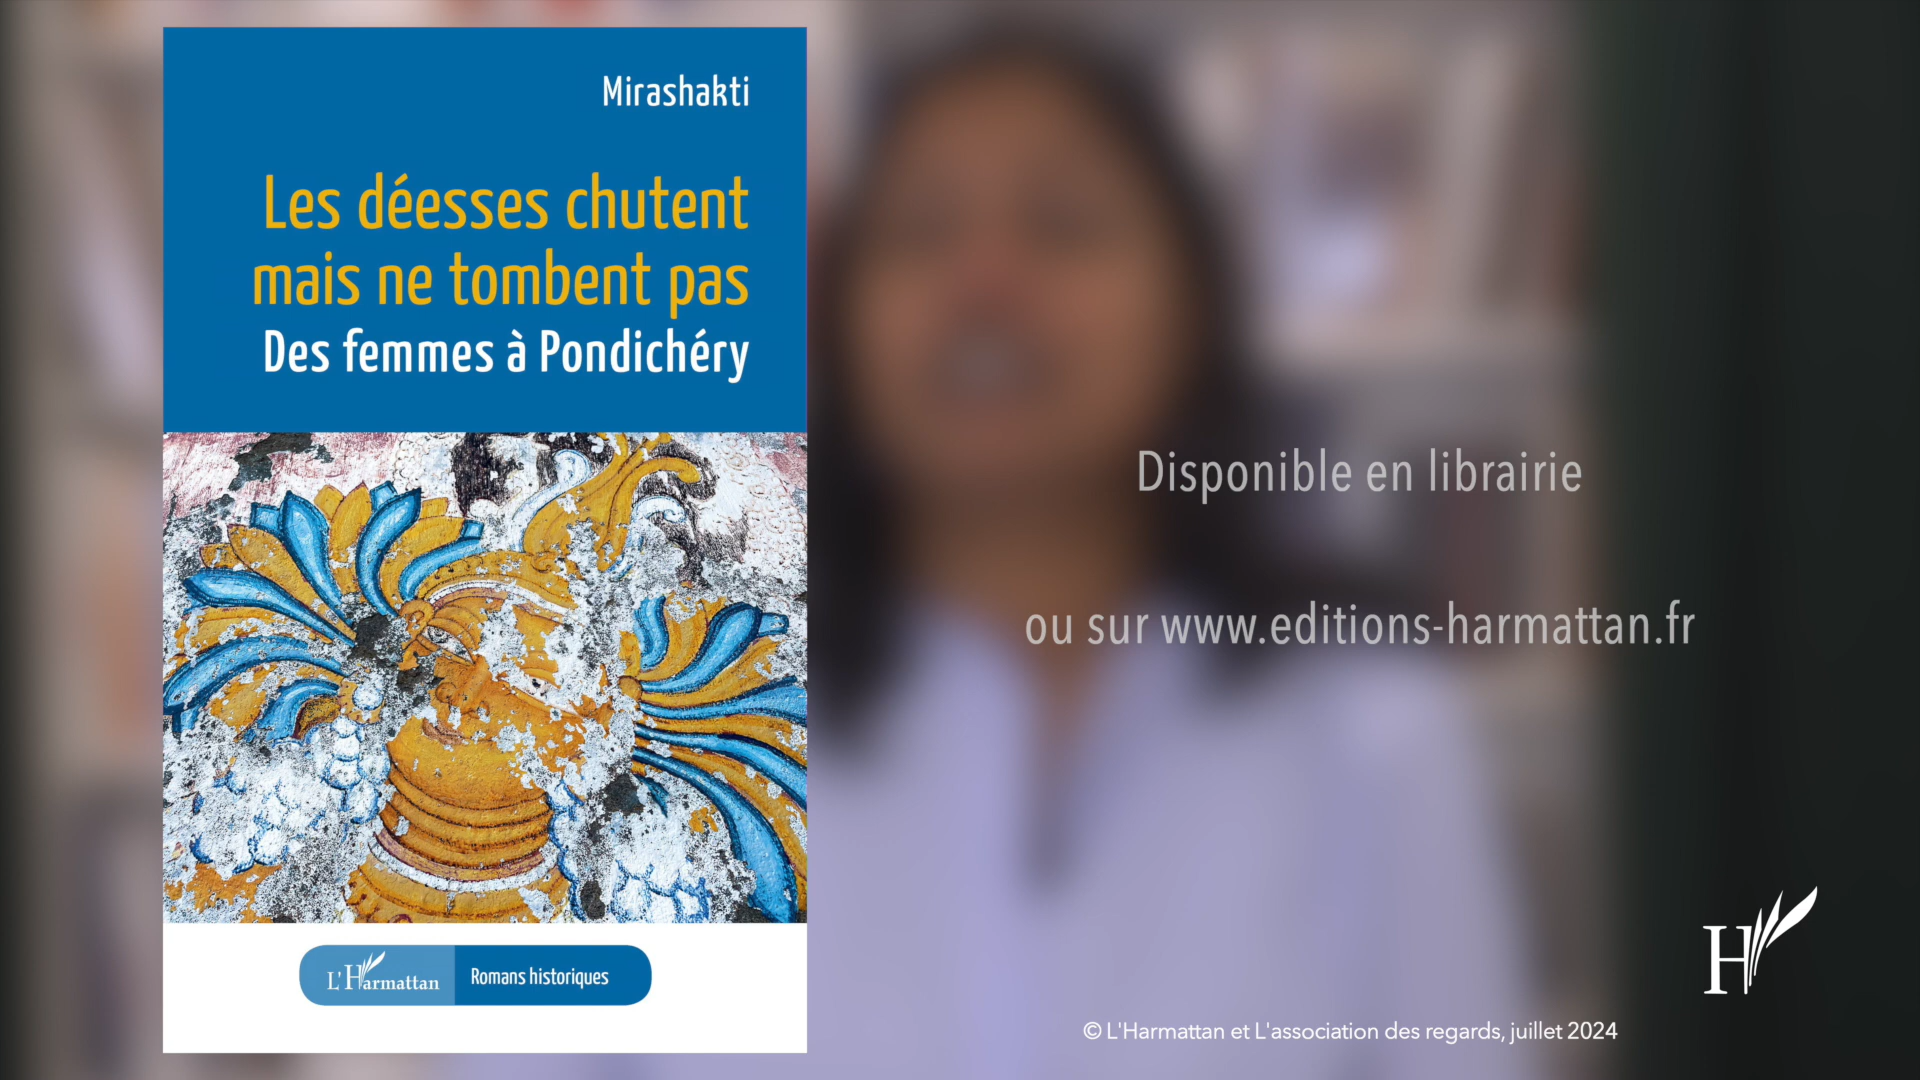 Mirashakti
Les déesses chutent
mais ne tombent pas
Des femmes à Pondichéry
L'Harmattan
Romans historiques
Disponible en librairie
ou sur www.editions-harmattan.fr
H
© L'Harmattan et L'association des regards, juillet 2024